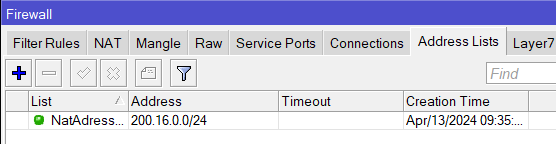 Firewall
Filter Rules NAT Mangle Raw Service Ports Connections Address Lists Layer7
Find
List Address Timeout Creation Time
NatAdress... 200.16.0.0/24 Apr/13/2024 09:35:...